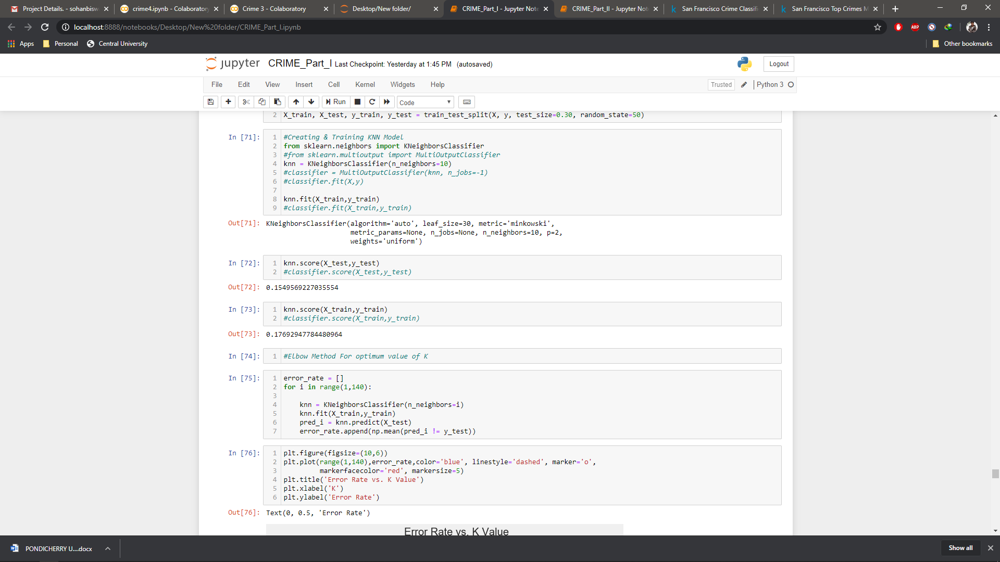 Project Details. - sohanbisw
crime4.ipynb - Colaboratory
Crime 3 - Colaboratory
Desktop/New folder/
CRIME_Part_I - Jupyter Note
CRIME_Part_II - Jupyter Not
San Francisco Crime Classifi
San Francisco Top Crimes M
localhost:8888/notebooks/Desktop/New%20folder/CRIME_Part_I.ipynb
ABP
Apps
Personal
Central University
Other bookmarks
jupyter
CRIME_Part_I Last Checkpoint: Yesterday at 1:45 PM (autosaved)
Logout
File Edit View Insert Cell Kernel Widgets Help
Trusted
Python 3
Run
Code
2 X_train, X_test, y_train, y_test = train_test_split(X, y, test_size=0.30, random_state=50)
In [71]:
1 #Creating & Training KNN Model
2 from sklearn.neighbors import KNeighborsClassifier
3 #from sklearn.multioutput import MultiOutputClassifier
4 knn = KNeighborsClassifier(n_neighbors=10)
5 #classifier = MultiOutputClassifier(knn, n_jobs=-1)
6 #classifier.fit(X,y)
7
8 knn.fit(X_train,y_train)
9 #classifier.fit(X_train,y_train)
Out[71]: KNeighborsClassifier(algorithm='auto', leaf_size=30, metric='minkowski',
metric_params=None, n_jobs=None, n_neighbors=10, p=2,
weights='uniform')
In [72]:
1 knn.score(X_test,y_test)
2 #classifier.score(X_test,y_test)
Out[72]: 0.1549569227035554
In [73]:
1 knn.score(X_train,y_train)
2 #classifier.score(X_train,y_train)
Out[73]: 0.17692947784480964
In [74]:
1 #Elbow Method For optimum value of K
In [75]:
1 error_rate = []
2 for i in range(1,140):
3
4 knn = KNeighborsClassifier(n_neighbors=i)
5 knn.fit(X_train,y_train)
6 pred_i = knn.predict(X_test)
7 error_rate.append(np.mean(pred_i != y_test))
In [76]:
1 plt.figure(figsize=(10,6))
2 plt.plot(range(1,140),error_rate,color='blue', linestyle='dashed', marker='o',
3 markerfacecolor='red', markersize=5)
4 plt.title('Error Rate vs. K Value')
5 plt.xlabel('K')
6 plt.ylabel('Error Rate')
Out[76]: Text(0, 0.5, 'Error Rate')
Error Rate vs. K Value
PONDICHERRY U....docx
Show all